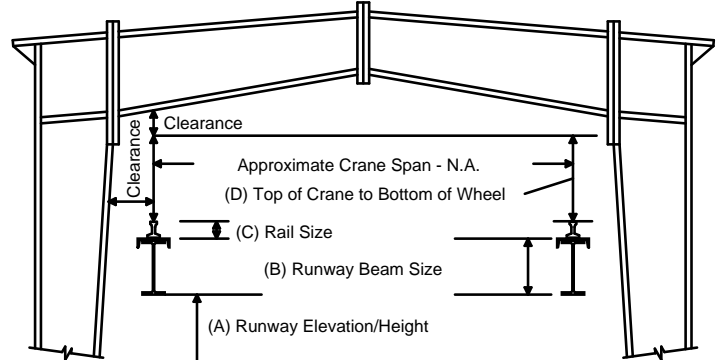 Clearance
Clearance
Approximate Crane Span - N.A.
(D) Top of Crane to Bottom of Wheel
(C) Rail Size
(B) Runway Beam Size
(A) Runway Elevation/Height